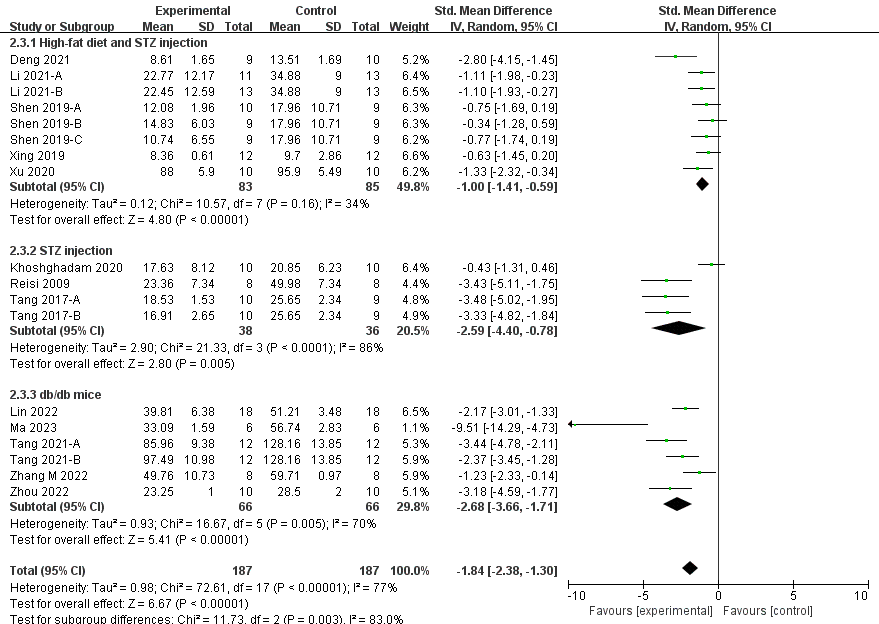 Experimental Control Std. Mean Difference Std. Mean Difference
Study or Subgroup Mean SD Total Mean SD Total Weight IV, Random, 95% CI IV, Random, 95% CI
2.3.1 High-fat diet and STZ injection
Deng 2021 8.61 1.65 9 13.51 1.69 10 5.2% -2.80 [-4.15, -1.45]
Li 2021-A 22.77 12.17 11 34.88 9 13 6.4% -1.11 [-1.98, -0.23]
Li 2021-B 22.45 12.59 13 34.88 9 13 6.5% -1.10 [-1.93, -0.27]
Shen 2019-A 12.08 1.96 10 17.96 10.71 9 6.3% -0.75 [-1.69, 0.19]
Shen 2019-B 14.83 6.03 9 17.96 10.71 9 6.3% -0.34 [-1.28, 0.59]
Shen 2019-C 10.74 6.55 9 17.96 10.71 9 6.2% -0.77 [-1.74, 0.19]
Xing 2019 8.36 0.61 12 9.7 2.86 12 6.5% -0.63 [-1.45, 0.20]
Xu 2020 88 5.9 10 95.9 5.49 10 6.2% -1.33 [-2.32, -0.34]
Subtotal (95% CI) 83 85 49.8% -1.00 [-1.41, -0.59]
Heterogeneity: Tau² = 0.12; Chi² = 10.57, df = 7 (P = 0.16); I² = 34%
Test for overall effect: Z = 4.80 (P < 0.00001)
2.3.2 STZ injection
Khoshghadam 2020 17.63 8.12 10 20.85 6.23 10 6.4% -0.43 [-1.31, 0.46]
Reisi 2009 23.36 7.34 8 49.98 7.34 8 4.5% -3.43 [-5.11, -1.75]
Tang 2017-A 18.53 1.53 10 25.65 2.34 9 4.8% -3.48 [-5.02, -1.95]
Tang 2017-B 16.91 2.65 10 25.65 2.34 9 4.9% -3.33 [-4.82, -1.84]
Subtotal (95% CI) 38 36 20.5% -2.59 [-4.40, -0.78]
Heterogeneity: Tau² = 2.90; Chi² = 21.33, df = 3 (P < 0.0001); I² = 86%
Test for overall effect: Z = 2.80 (P = 0.005)
2.3.3 db/db mice
Lin 2022 39.81 6.38 18 51.21 3.48 18 6.5% -2.17 [-3.01, -1.33]
Ma 2023 33.09 1.59 6 56.74 2.83 6 1.1% -9.51 [-14.29, -4.73]
Tang 2021-A 85.96 9.38 12 128.16 13.85 12 5.3% -3.44 [-4.78, -2.11]
Tang 2021-B 97.49 10.98 12 128.16 13.85 12 5.9% -2.37 [-3.45, -1.28]
Zhang M 2022 49.76 10.73 8 59.71 0.97 8 5.9% -1.23 [-2.33, -0.14]
Zhou 2022 23.25 1 10 28.5 2 10 5.1% -3.18 [-4.59, -1.77]
Subtotal (95% CI) 66 66 29.8% -2.68 [-3.66, -1.71]
Heterogeneity: Tau² = 0.93; Chi² = 16.67, df = 5 (P = 0.005); I² = 70%
Test for overall effect: Z = 5.41 (P < 0.00001)
Total (95% CI) 187 187 100.0% -1.84 [-2.38, -1.30]
Heterogeneity: Tau² = 0.98; Chi² = 72.61, df = 17 (P < 0.00001); I² = 77%
Test for overall effect: Z = 6.67 (P < 0.00001)
Test for subgroup differences: Chi² = 11.73, df = 2 (P = 0.003), I² = 83.0%
-10 -5 0 5 10
Favours [experimental] Favours [control]